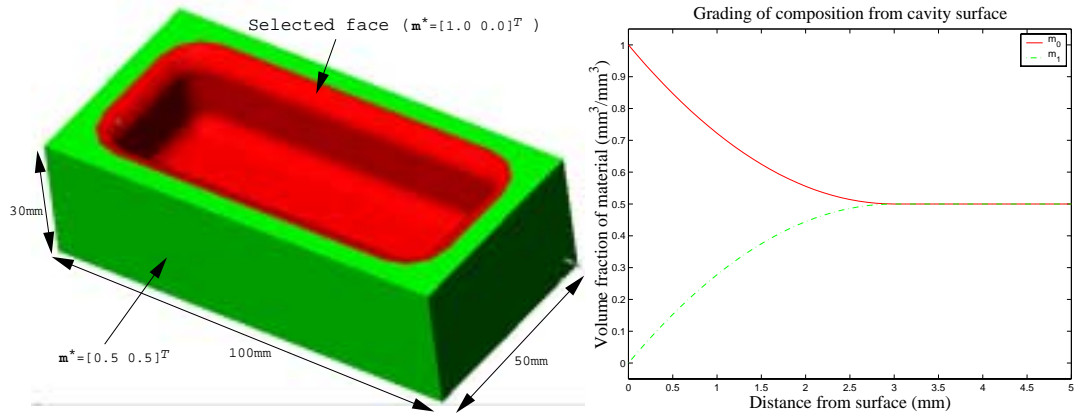 Selected face (m*=[1.0 0.0]ᵀ )
30mm
m*=[0.5 0.5]ᵀ
100mm
50mm
Grading of composition from cavity surface
m₀
m₁
Volume fraction of material (mm³/mm³)
1
0.9
0.8
0.7
0.6
0.5
0.4
0.3
0.2
0.1
0
0 0.5 1 1.5 2 2.5 3 3.5 4 4.5 5
Distance from surface (mm)